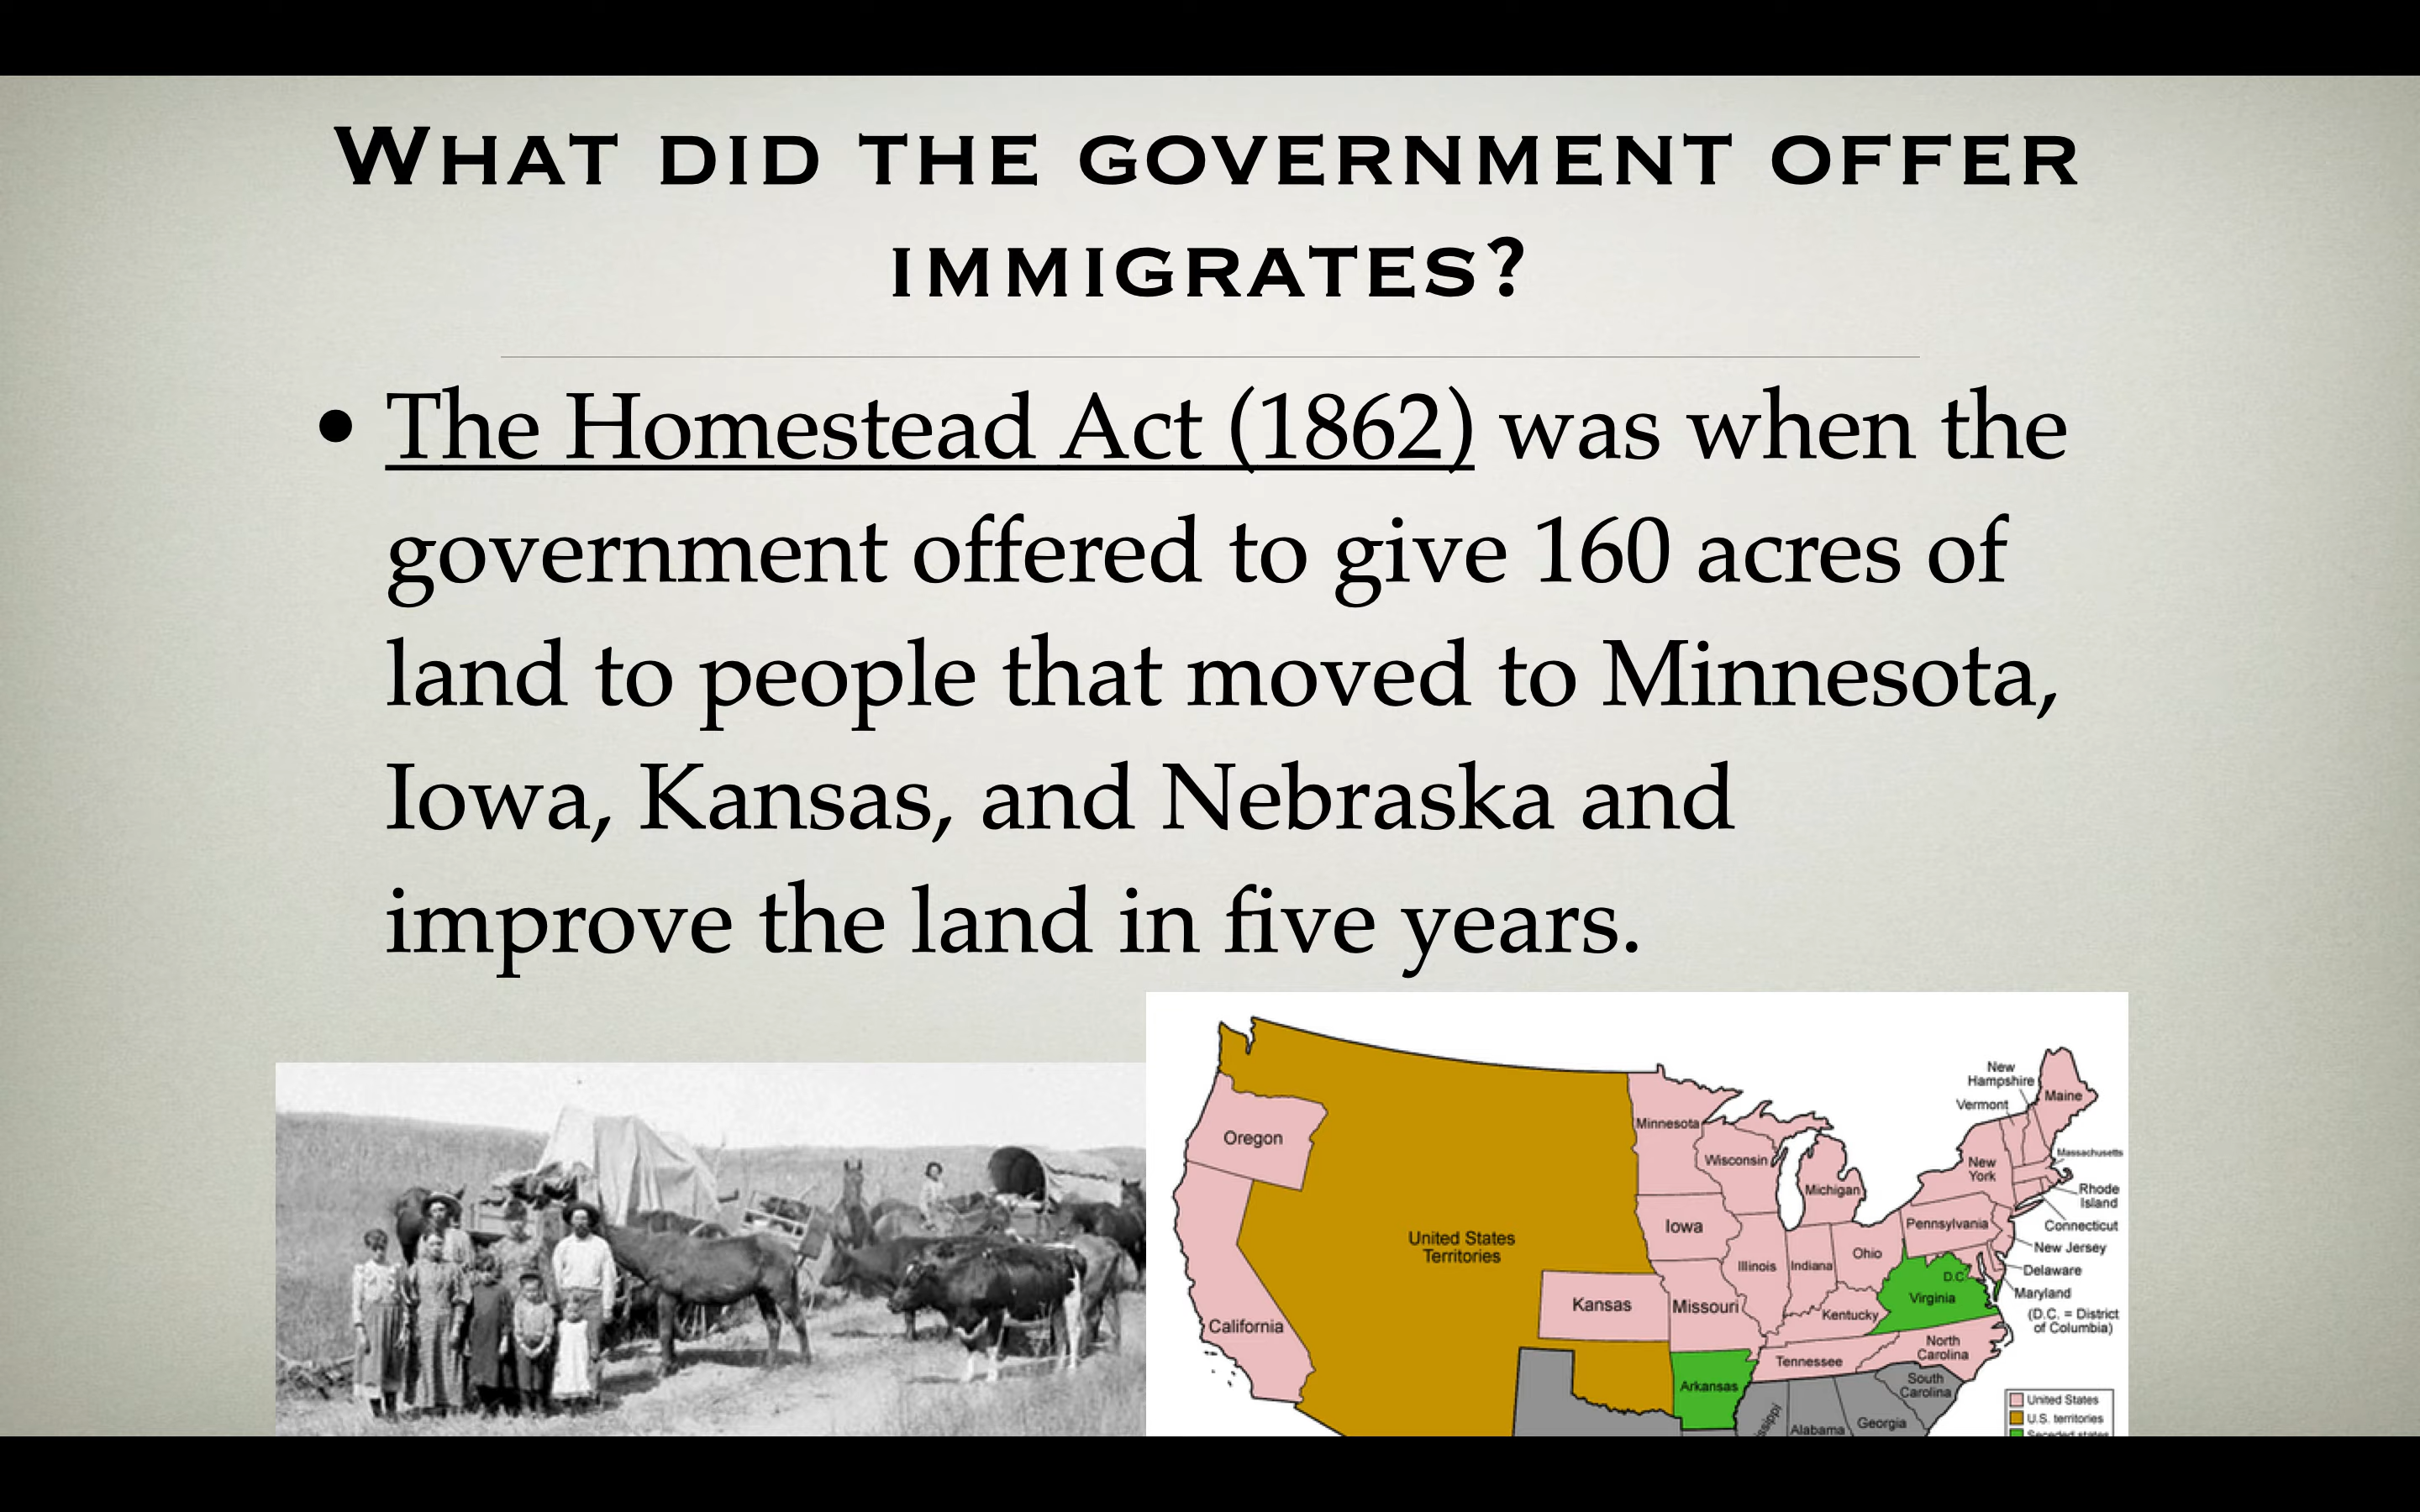 WHAT DID THE GOVERNMENT OFFER
IMMIGRATES?
• The Homestead Act (1862) was when the
government offered to give 160 acres of
land to people that moved to Minnesota,
Iowa, Kansas, and Nebraska and
improve the land in five years.
New
Hampshire
Vermont
Maine
Minnesota
Massachusetts
Oregon
Wisconsin
New
York
Michigan
Rhode
Island
Iowa
Pennsylvania
Connecticut
United States
Territories
New Jersey
Ohio
Illinois
Indiana
Delaware
D.C.
Maryland
Virginia
Kansas
Missouri
Kentucky
(D.C. = District
of Columbia)
California
North
Carolina
Tennessee
South
Carolina
Arkansas
United States
U.S. territories
Seceded states
ssippi
Alabama
Georgia